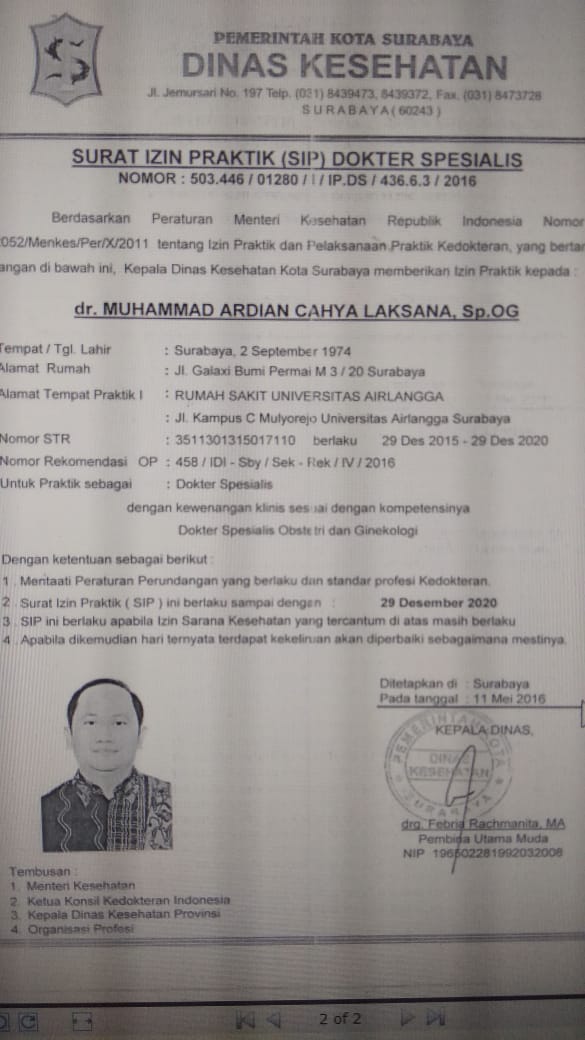 PEMERINTAH KOTA SURABAYA
DINAS KESEHATAN
Jl. Jemursari No. 197 Telp. (031) 8439473, 8439372, Fax. (031) 8473728
SURABAYA ( 60243 )
SURAT IZIN PRAKTIK (SIP) DOKTER SPESIALIS
NOMOR : 503.446 / 01280 / I / IP.DS / 436.6.3 / 2016
Berdasarkan Peraturan Menteri Kesehatan Republik Indonesia Nomor
2052/Menkes/Per/X/2011 tentang Izin Praktik dan Pelaksanaan Praktik Kedokteran, yang bertan
angan di bawah ini, Kepala Dinas Kesehatan Kota Surabaya memberikan Izin Praktik kepada :
dr. MUHAMMAD ARDIAN CAHYA LAKSANA, Sp.OG
Tempat / Tgl. Lahir : Surabaya, 2 September 1974
Alamat Rumah : Jl. Galaxi Bumi Permai M 3 / 20 Surabaya
Alamat Tempat Praktik I : RUMAH SAKIT UNIVERSITAS AIRLANGGA
: Jl. Kampus C Mulyorejo Universitas Airlangga Surabaya
Nomor STR : 3511301315017110 berlaku 29 Des 2015 - 29 Des 2020
Nomor Rekomendasi OP : 458 / IDI - Sby / Sek - Rek / IV / 2016
Untuk Praktik sebagai : Dokter Spesialis
dengan kewenangan klinis sesuai dengan kompetensinya
Dokter Spesialis Obstetri dan Ginekologi
Dengan ketentuan sebagai berikut :
1 . Mentaati Peraturan Perundangan yang berlaku dan standar profesi Kedokteran.
2 . Surat Izin Praktik ( SIP ) ini berlaku sampai dengan : 29 Desember 2020
3 . SIP ini berlaku apabila Izin Sarana Kesehatan yang tercantum di atas masih berlaku
4 . Apabila dikemudian hari ternyata terdapat kekeliruan akan diperbaiki sebagaimana mestinya.
Ditetapkan di : Surabaya
Pada tanggal : 11 Mei 2016
KEPALA DINAS,
PEMERINTAH KOTA
DINAS
KESEHATAN
SURABAYA
drg. Febria Rachmanita, MA
Pembina Utama Muda
NIP 196502281992032008
Tembusan :
1. Menteri Kesehatan
2. Ketua Konsil Kedokteran Indonesia
3. Kepala Dinas Kesehatan Provinsi
4. Organisasi Profesi
2 of 2